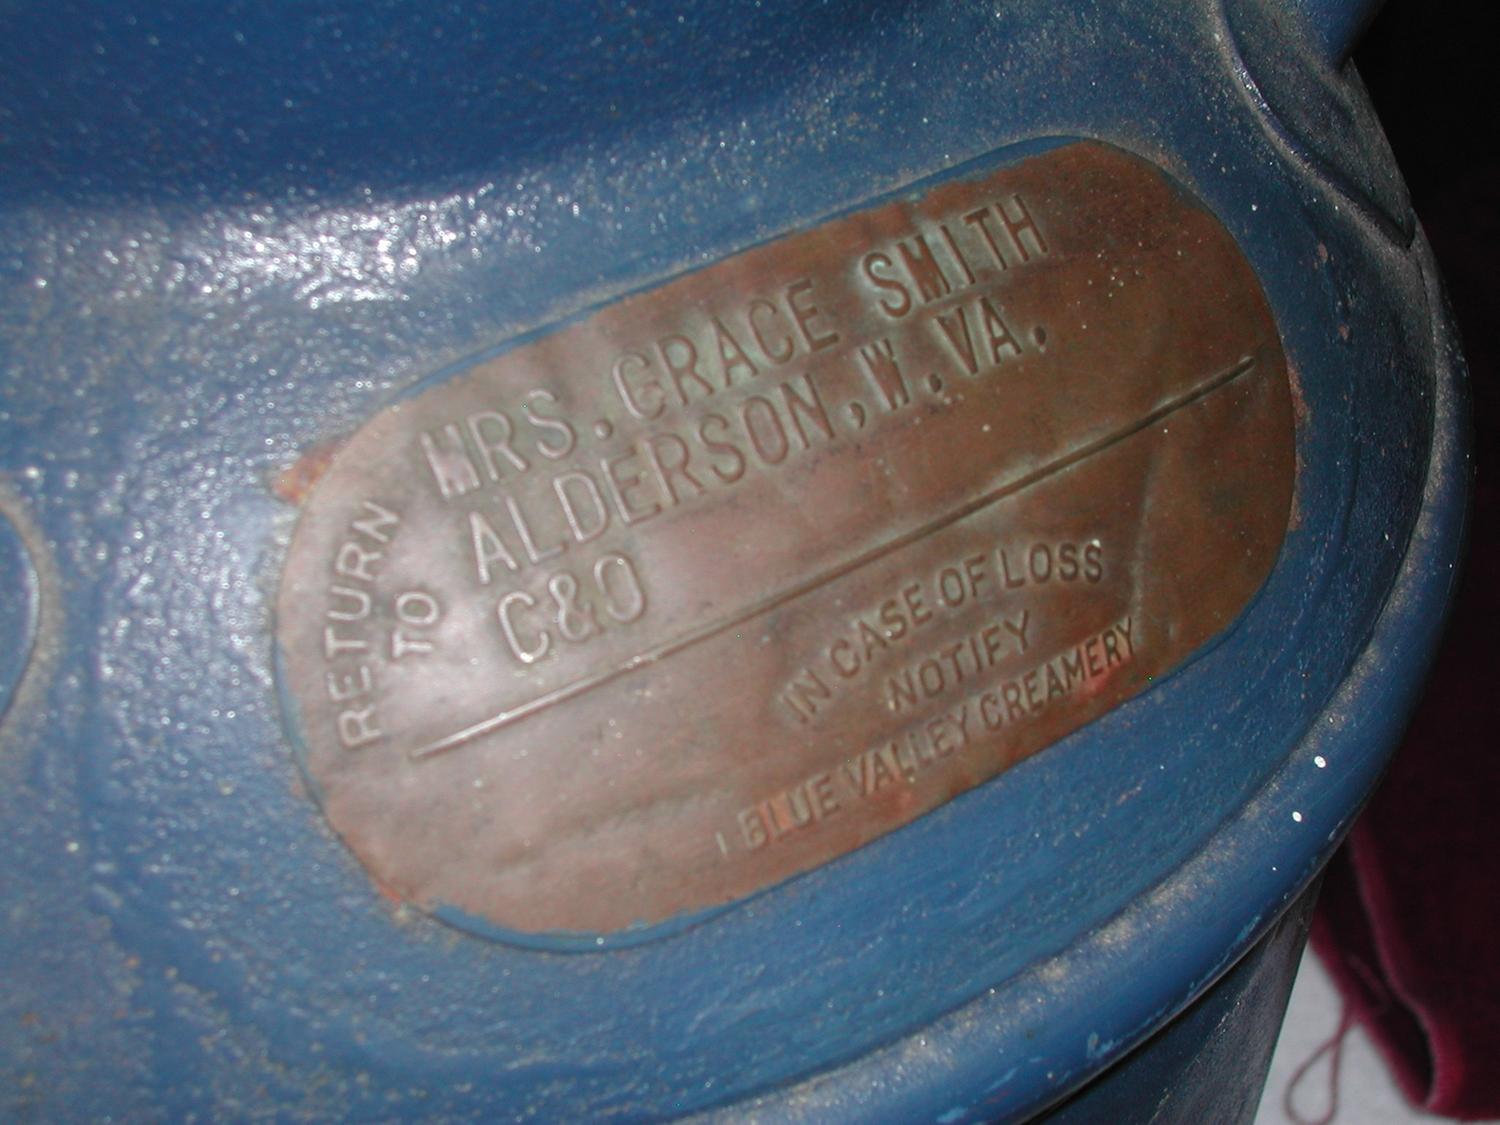 RETURN
TO
MRS. GRACE SMITH
ALDERSON, W. VA.
C&O
IN CASE OF LOSS
NOTIFY
BLUE VALLEY CREAMERY